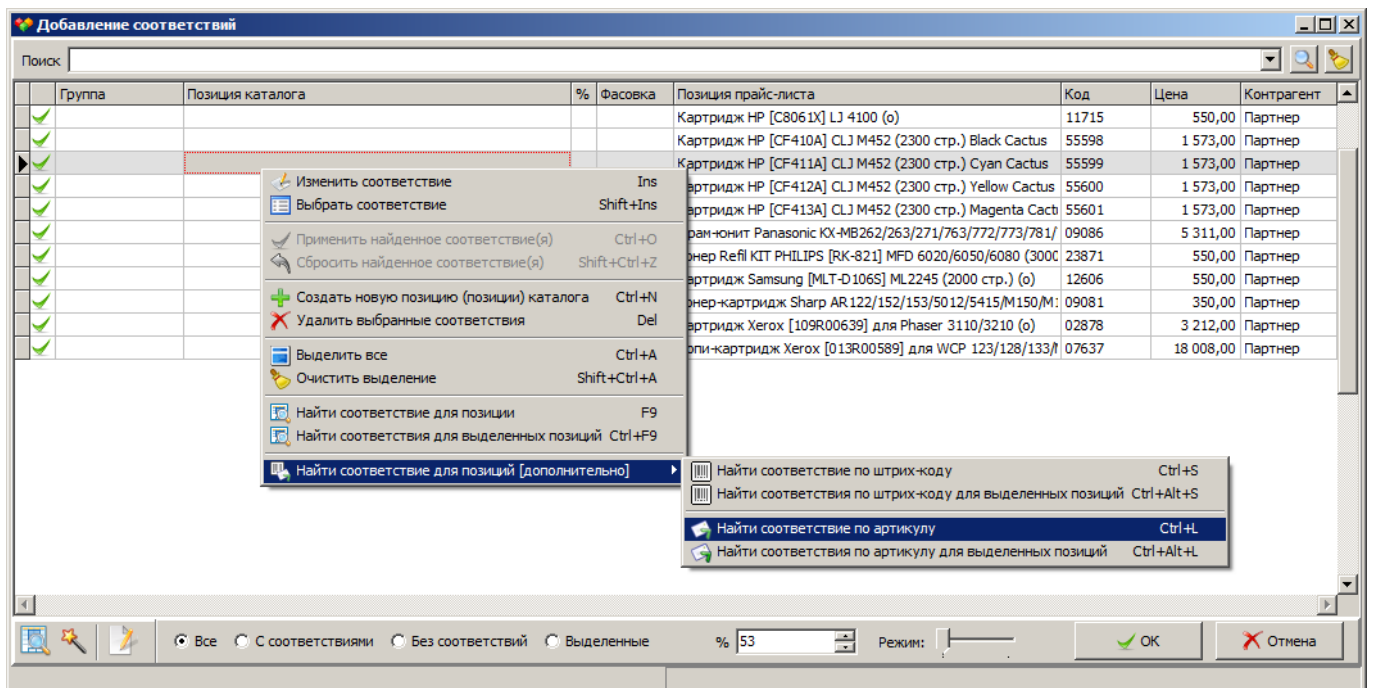 Добавление соответствий
Поиск
Группа Позиция каталога % Фасовка Позиция прайс-листа Код Цена Контрагент
Картридж HP [C8061X] LJ 4100 (о) 11715 550,00 Партнер
Картридж HP [CF410A] CLJ M452 (2300 стр.) Black Cactus 55598 1 573,00 Партнер
Картридж HP [CF411A] CLJ M452 (2300 стр.) Cyan Cactus 55599 1 573,00 Партнер
артридж HP [CF412A] CLJ M452 (2300 стр.) Yellow Cactus 55600 1 573,00 Партнер
артридж HP [CF413A] CLJ M452 (2300 стр.) Magenta Cact 55601 1 573,00 Партнер
рам-юнит Panasonic KX-MB262/263/271/763/772/773/781/ 09086 5 311,00 Партнер
онер Refil KIT PHILIPS [RK-821] MFD 6020/6050/6080 (300 23871 550,00 Партнер
артридж Samsung [MLT-D106S] ML2245 (2000 стр.) (о) 12606 550,00 Партнер
онер-картридж Sharp AR122/152/153/5012/5415/M150/M 09081 350,00 Партнер
артридж Xerox [109R00639] для Phaser 3110/3210 (о) 02878 3 212,00 Партнер
опи-картридж Xerox [013R00589] для WCP 123/128/133/ 07637 18 008,00 Партнер
Изменить соответствие Ins
Выбрать соответствие Shift+Ins
Применить найденное соответствие(я) Ctrl+O
Сбросить найденное соответствие(я) Shift+Ctrl+Z
Создать новую позицию (позиции) каталога Ctrl+N
Удалить выбранные соответствия Del
Выделить все Ctrl+A
Очистить выделение Shift+Ctrl+A
Найти соответствие для позиции F9
Найти соответствия для выделенных позиций Ctrl+F9
Найти соответствие для позиций [дополнительно]
Найти соответствие по штрих-коду Ctrl+S
Найти соответствия по штрих-коду для выделенных позиций Ctrl+Alt+S
Найти соответствие по артикулу Ctrl+L
Найти соответствия по артикулу для выделенных позиций Ctrl+Alt+L
Все С соответствиями Без соответствий Выделенные % 53 Режим: OK Отмена